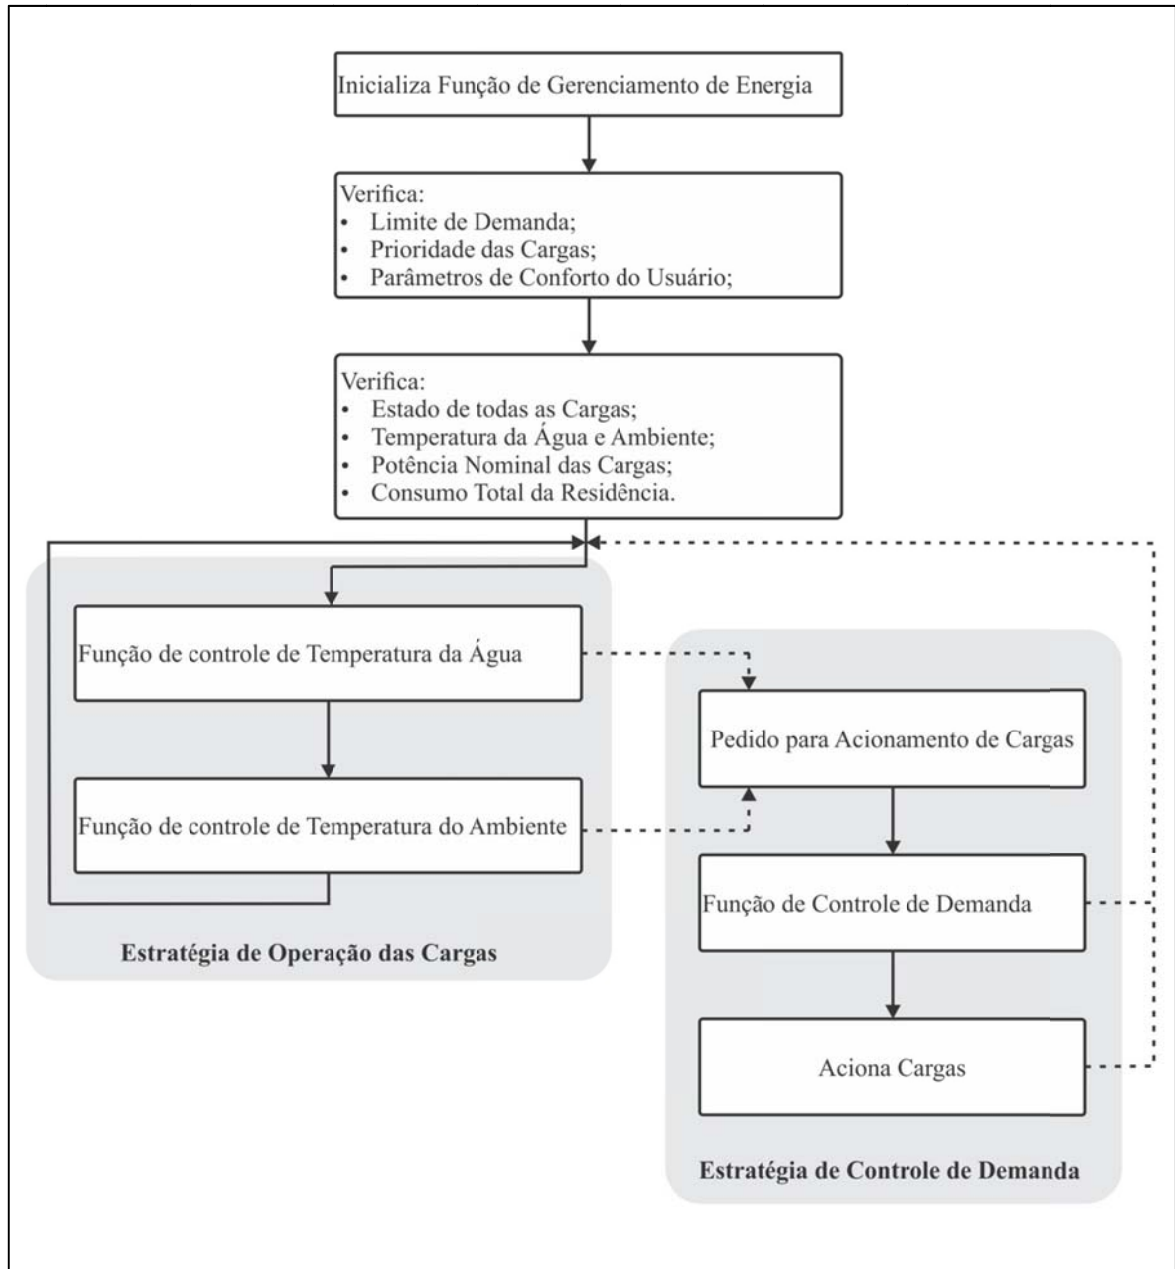 Inicializa Função de Gerenciamento de Energia
Verifica:
• Limite de Demanda;
• Prioridade das Cargas;
• Parâmetros de Conforto do Usuário;
Verifica:
• Estado de todas as Cargas;
• Temperatura da Água e Ambiente;
• Potência Nominal das Cargas;
• Consumo Total da Residência.
Função de controle de Temperatura da Água
Função de controle de Temperatura do Ambiente
Estratégia de Operação das Cargas
Pedido para Acionamento de Cargas
Função de Controle de Demanda
Aciona Cargas
Estratégia de Controle de Demanda